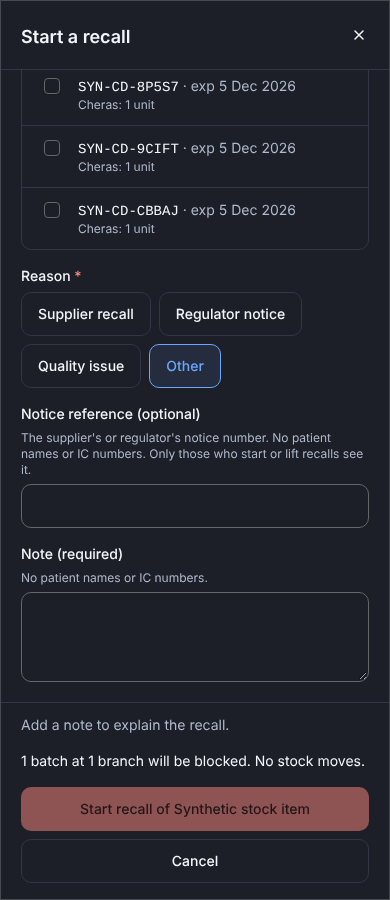 Start a recall
SYN-CD-8P5S7 · exp 5 Dec 2026
Cheras: 1 unit
SYN-CD-9CIFT · exp 5 Dec 2026
Cheras: 1 unit
SYN-CD-CBBAJ · exp 5 Dec 2026
Cheras: 1 unit
Reason *
Supplier recall
Regulator notice
Quality issue
Other
Notice reference (optional)
The supplier's or regulator's notice number. No patient
names or IC numbers. Only those who start or lift recalls see
it.
Note (required)
No patient names or IC numbers.
Add a note to explain the recall.
1 batch at 1 branch will be blocked. No stock moves.
Start recall of Synthetic stock item
Cancel